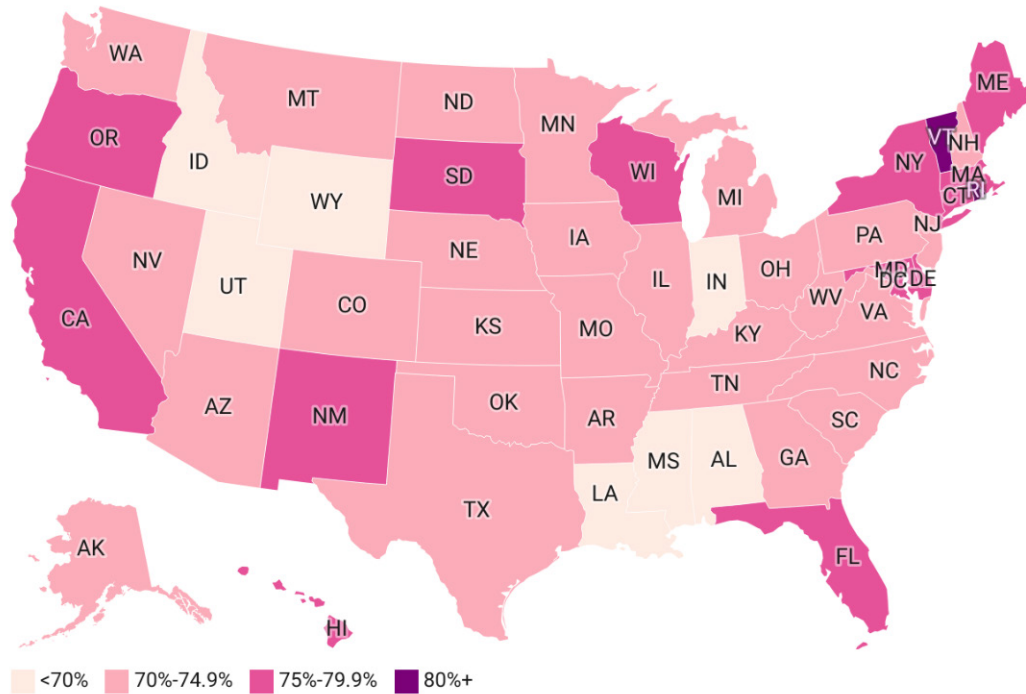 WA
MT
ND
MN
ME
VT
NH
OR
ID
SD
WI
NY
MA
WY
MI
CT
RI
IA
NJ
NE
PA
NV
OH
UT
IL
IN
MD
DE
DC
CO
WV
CA
KS
MO
VA
KY
NC
TN
AZ
NM
OK
AR
SC
MS
AL
GA
LA
TX
AK
FL
HI
<70% 70%-74.9% 75%-79.9% 80%+